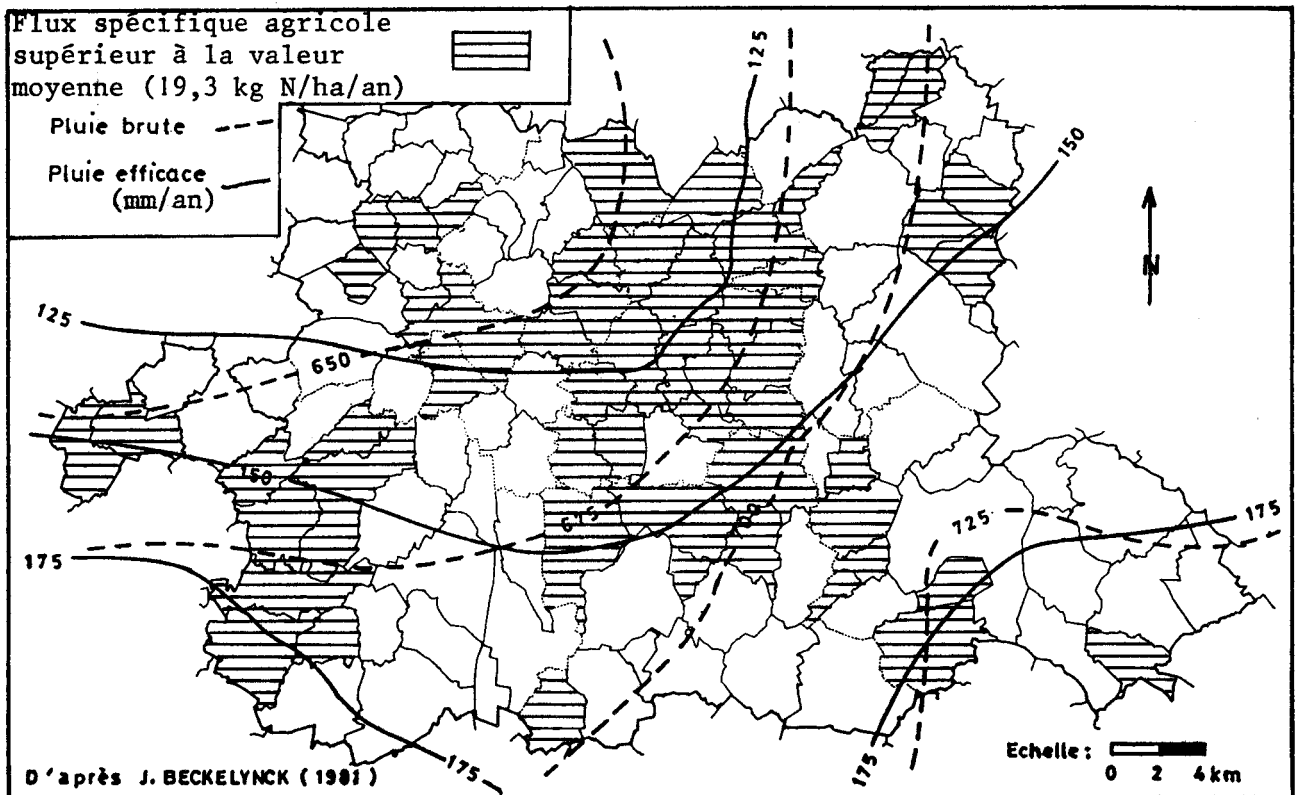 Flux spécifique agricole
supérieur à la valeur
moyenne (19,3 kg N/ha/an)
Pluie brute
Pluie efficace
(mm/an)
125
150
N
125
650
150
675
700
725
175
175
175
175
D'après J. BECKELYNCK (1981)
Echelle :
0 2 4 km